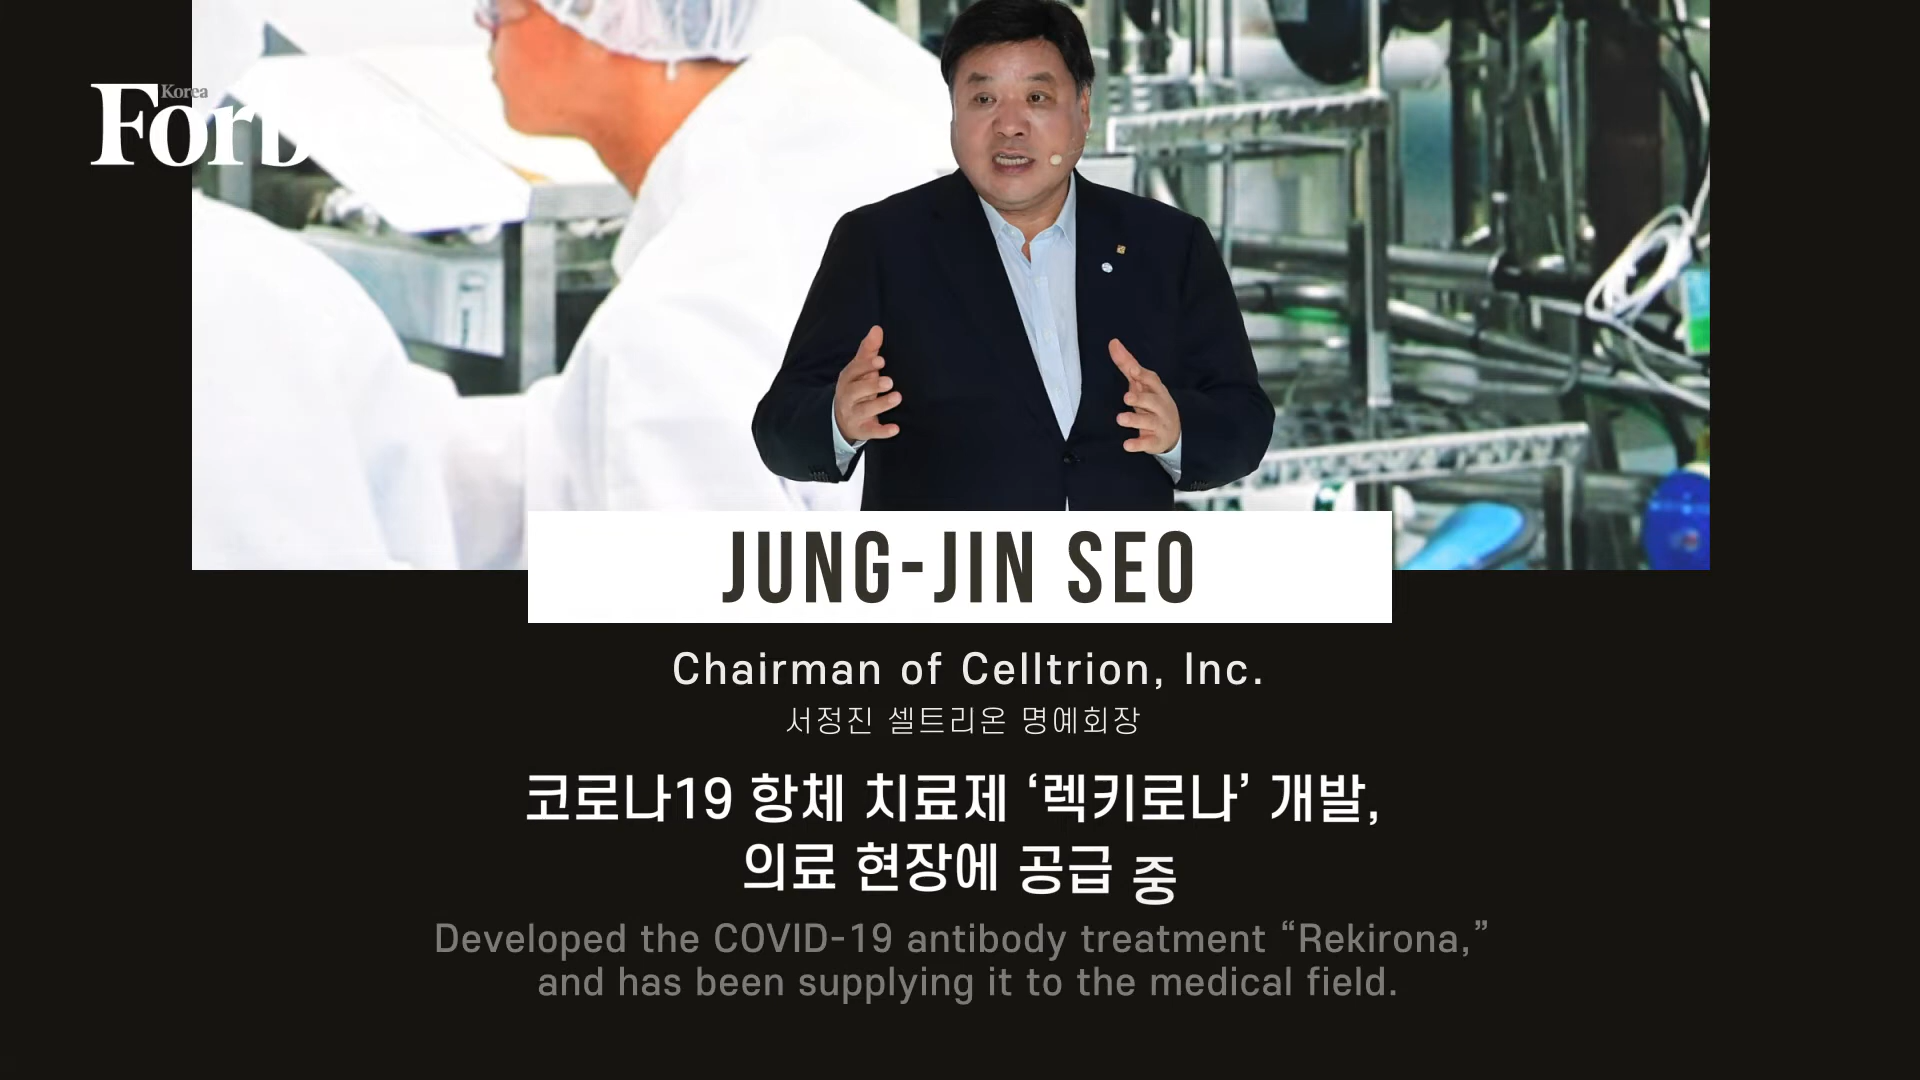 Korea
Forb
JUNG-JIN SEO
Chairman of Celltrion, Inc.
서정진 셀트리온 명예회장
코로나19 항체 치료제 ‘렉키로나’ 개발,
의료 현장에 공급 중
Developed the COVID-19 antibody treatment “Rekirona,”
and has been supplying it to the medical field.